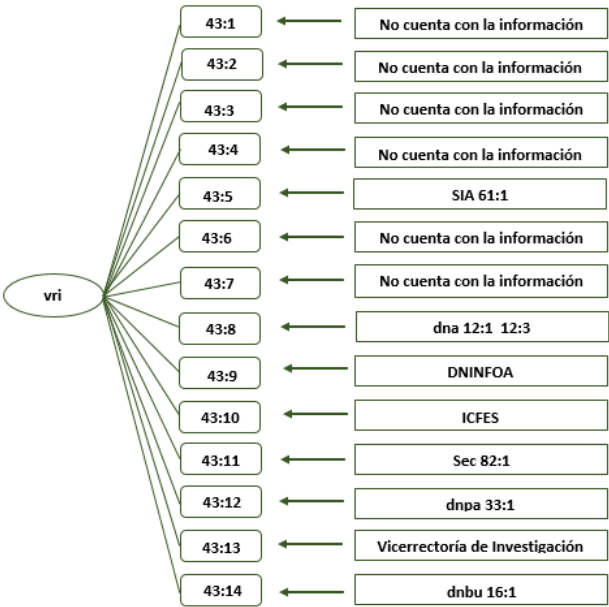 43:1 No cuenta con la información
43:2 No cuenta con la información
43:3 No cuenta con la información
43:4 No cuenta con la información
43:5 SIA 61:1
43:6 No cuenta con la información
43:7 No cuenta con la información
vri
43:8 dna 12:1 12:3
43:9 DNINFOA
43:10 ICFES
43:11 Sec 82:1
43:12 dnpa 33:1
43:13 Vicerrectoría de Investigación
43:14 dnbu 16:1